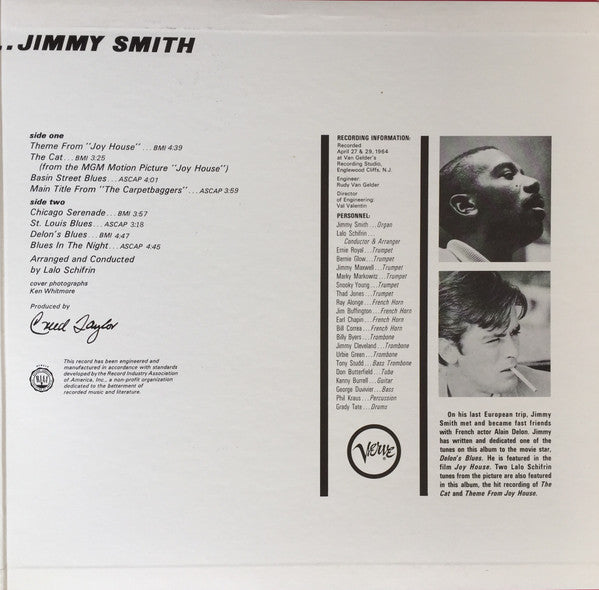 ..JIMMY SMITH
side one
Theme From "Joy House"...BMI 4:39
The Cat...BMI 3:25
(from the MGM Motion Picture "Joy House")
Basin Street Blues...ASCAP 4:01
Main Title From "The Carpetbaggers"...ASCAP 3:59
side two
Chicago Serenade...BMI 3:57
St. Louis Blues...ASCAP 3:18
Delon's Blues...BMI 4:47
Blues In The Night...ASCAP 4:45
Arranged and Conducted
by Lalo Schifrin
cover photographs
Ken Whitmore
Produced by
Creed Taylor
This record has been engineered and
manufactured in accordance with standards
developed by the Record Industry Association
of America, Inc., a non-profit organization
dedicated to the betterment of
recorded music and literature.
RECORDING INFORMATION:
Recorded
April 27 & 29, 1964
at Van Gelder's
Recording Studio,
Englewood Cliffs, N.J.
Engineer:
Rudy Van Gelder
Director
of Engineering:
Val Valentin
PERSONNEL:
Jimmy Smith...Organ
Lalo Schifrin...
Conductor & Arranger
Ernie Royal...Trumpet
Bernie Glow...Trumpet
Jimmy Maxwell...Trumpet
Marky Markowitz...Trumpet
Snooky Young...Trumpet
Thad Jones...Trumpet
Ray Alonge...French Horn
Jim Buffington...French Horn
Earl Chapin...French Horn
Bill Correa...French Horn
Billy Byers...Trombone
Jimmy Cleveland...Trombone
Urbie Green...Trombone
Tony Studd...Bass Trombone
Don Butterfield...Tuba
Kenny Burrell...Guitar
George Duvivier...Bass
Phil Kraus...Percussion
Grady Tate...Drums
Verve
On his last European trip, Jimmy
Smith met and became fast friends
with French actor Alain Delon. Jimmy
has written and dedicated one of the
tunes on this album to the movie star,
Delon's Blues. He is featured in the
film Joy House. Two Lalo Schifrin
tunes from the picture are also featured
in this album, the hit recording of The
Cat and Theme From Joy House.